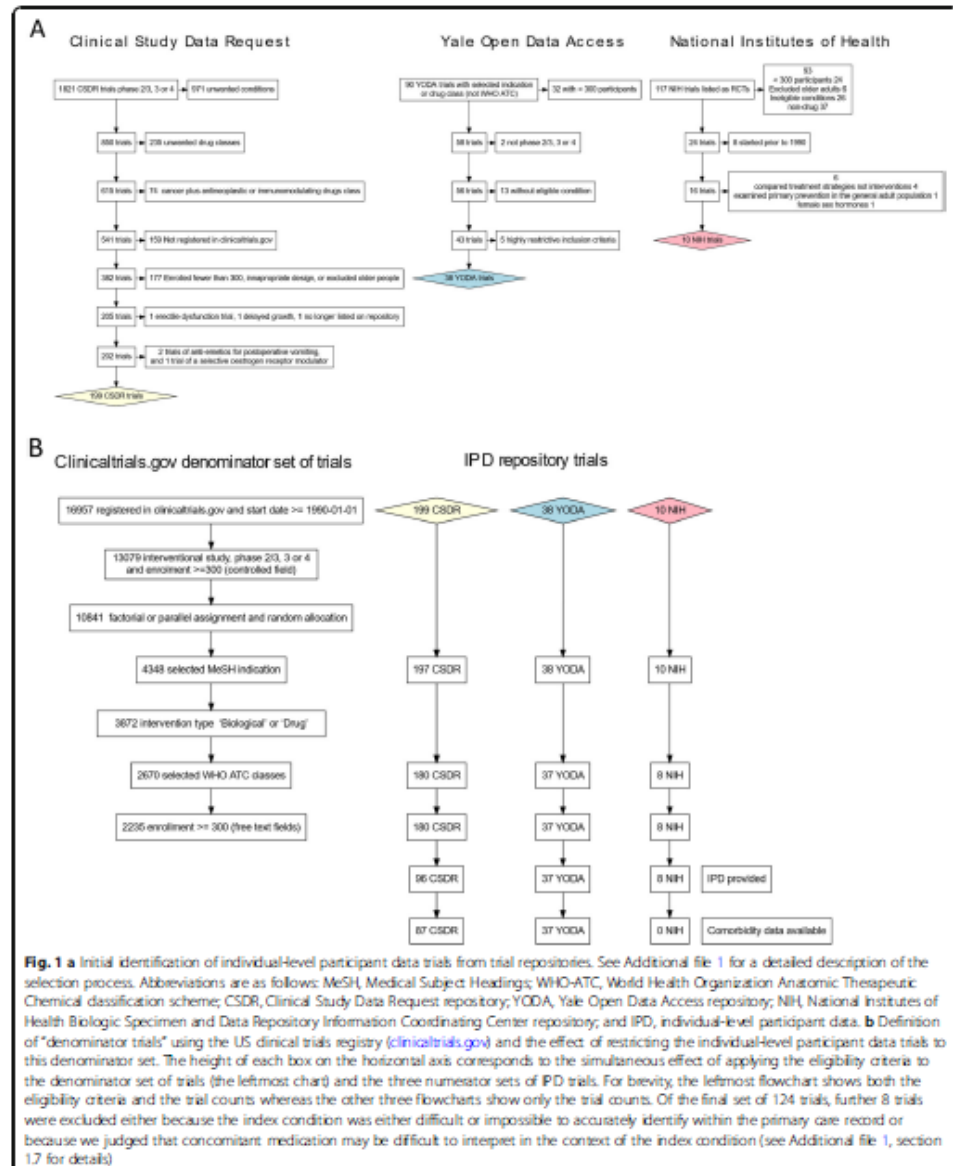 A
Clinical Study Data Request
Yale Open Data Access
National Institutes of Health
1821 CSDR trials phase 2/3, 3 or 4
971 unwanted conditions
850 trials
235 unwanted drug classes
615 trials
74 cancer plus antineoplastic or immunomodulating drugs class
541 trials
159 Not registered in clinicaltrials.gov
382 trials
177 Enrolled fewer than 300, innapropriate design, or excluded older people
205 trials
1 erectile dysfunction trial, 1 delayed growth, 1 no longer listed on repository
202 trials
2 trials of anti-emetics for postoperative vomiting,
and 1 trial of a selective oestrogen receptor modulator
199 CSDR trials
90 YODA trials with selected indication
or drug class (not WHO ATC)
32 with < 300 participants
58 trials
2 not phase 2/3, 3 or 4
56 trials
13 without eligible condition
43 trials
5 highly restrictive inclusion criteria
38 YODA trials
117 NIH trials listed as RCTs
93
< 300 participants 24
Excluded older adults 6
Ineligible conditions 26
non-drug 37
24 trials
8 started prior to 1990
16 trials
6
compared treatment strategies not interventions 4
examined primary prevention in the general adult population 1
female sex hormones 1
10 NIH trials
B
Clinicaltrials.gov denominator set of trials
IPD repository trials
16957 registered in clinicaltrials.gov and start date >= 1990-01-01
199 CSDR
38 YODA
10 NIH
13079 interventional study, phase 2/3, 3 or 4
and enrolment >=300 (controlled field)
10841 factorial or parallel assignment and random allocation
4348 selected MeSH indication
197 CSDR
38 YODA
10 NIH
3872 intervention type 'Biological' or 'Drug'
2670 selected WHO ATC classes
180 CSDR
37 YODA
8 NIH
2235 enrollment >= 300 (free text fields)
180 CSDR
37 YODA
8 NIH
96 CSDR
37 YODA
8 NIH
IPD provided
87 CSDR
37 YODA
0 NIH
Comorbidity data available
Fig. 1 a Initial identification of individual-level participant data trials from trial repositories. See Additional file 1 for a detailed description of the
selection process. Abbreviations are as follows: MeSH, Medical Subject Headings; WHO-ATC, World Health Organization Anatomic Therapeutic
Chemical classification scheme; CSDR, Clinical Study Data Request repository; YODA, Yale Open Data Access repository; NIH, National Institutes of
Health Biologic Specimen and Data Repository Information Coordinating Center repository; and IPD, individual-level participant data. b Definition
of "denominator trials" using the US clinical trials registry (clinicaltrials.gov) and the effect of restricting the individual-level participant data trials to
this denominator set. The height of each box on the horizontal axis corresponds to the simultaneous effect of applying the eligibility criteria to
the denominator set of trials (the leftmost chart) and the three numerator sets of IPD trials. For brevity, the leftmost flowchart shows both the
eligibility criteria and the trial counts whereas the other three flowcharts show only the trial counts. Of the final set of 124 trials, further 8 trials
were excluded either because the index condition was either difficult or impossible to accurately identify within the primary care record or
because we judged that concomitant medication may be difficult to interpret in the context of the index condition (see Additional file 1, section
1.7 for details)